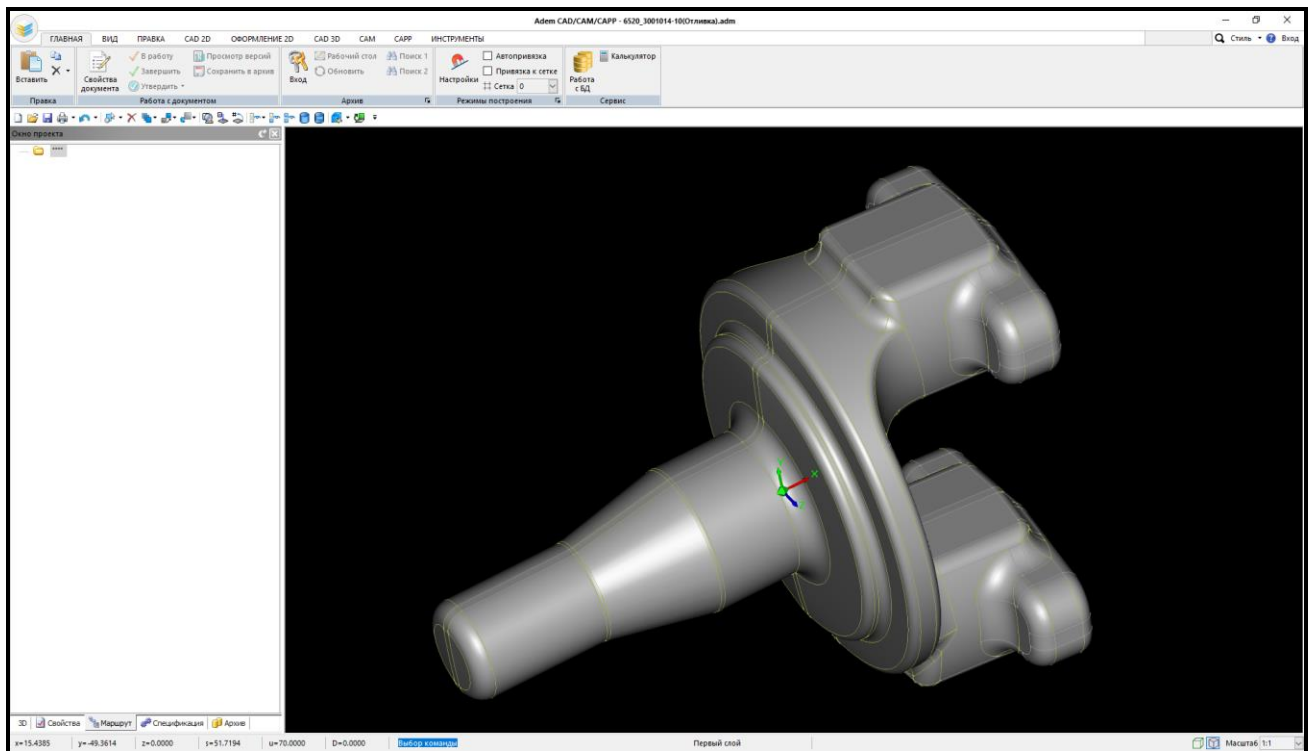 Adem CAD/CAM/CAPP - 6520_3001014-10(Отливка).adm
ГЛАВНАЯ ВИД ПРАВКА CAD 2D ОФОРМЛЕНИЕ 2D CAD 3D CAM CAPP ИНСТРУМЕНТЫ Стиль Вход
В работу Просмотр версий Рабочий стол Поиск 1 Автопривязка Калькулятор
Завершить Сохранить в архив Обновить Поиск 2 Привязка к сетке
Утвердить Сетка 0
Вставить Свойства документа Вход Настройки Работа с БД
Правка Работа с документом Архив Режимы построения Сервис
Окно проекта
****
Y
X
Z
3D Свойства Маршрут Спецификация Архив
x=15.4385 y=-49.3614 z=0.0000 s=51.7194 u=70.0000 D=0.0000 Выбор команды Первый слой Масштаб 1:1